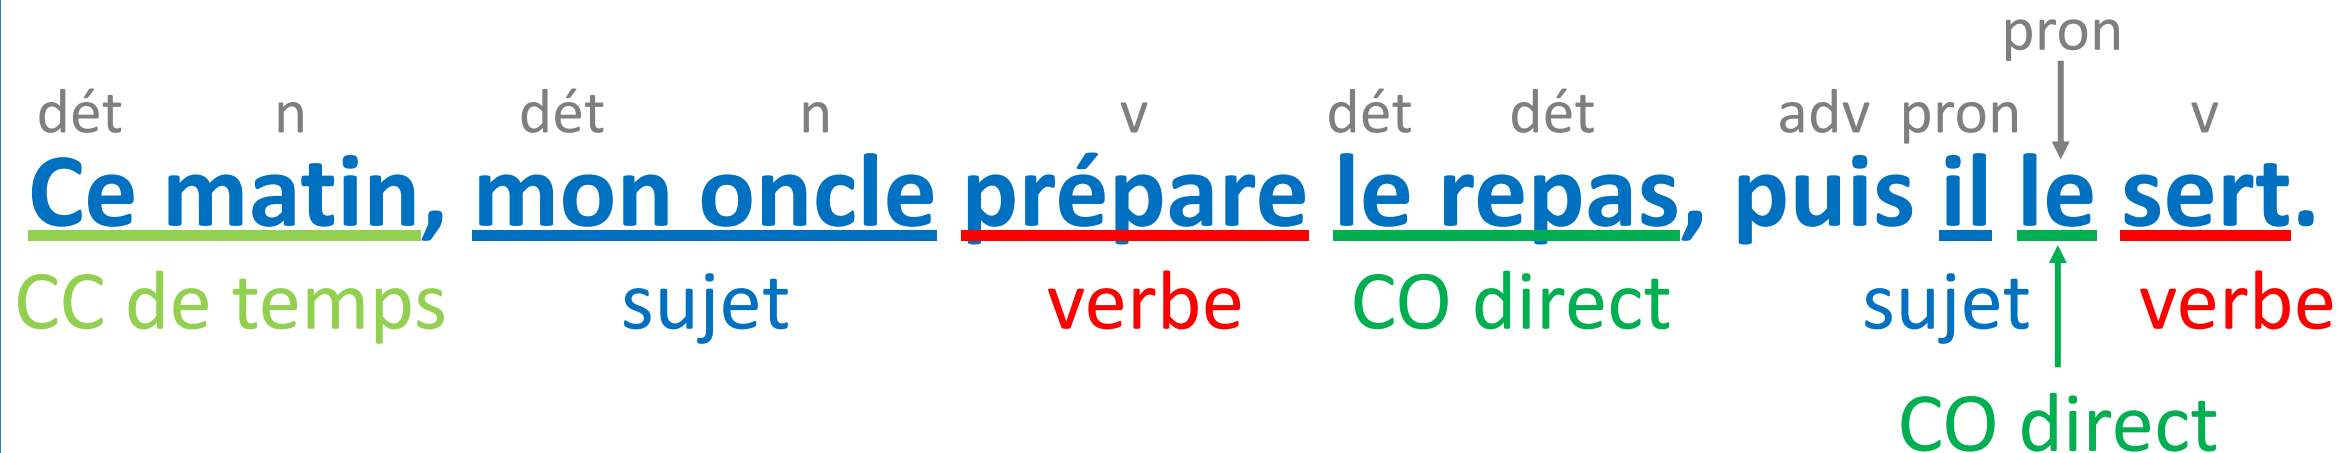 pron
dét n dét n v dét dét adv pron v
Ce matin, mon oncle prépare le repas, puis il le sert.
CC de temps sujet verbe CO direct sujet verbe
CO direct